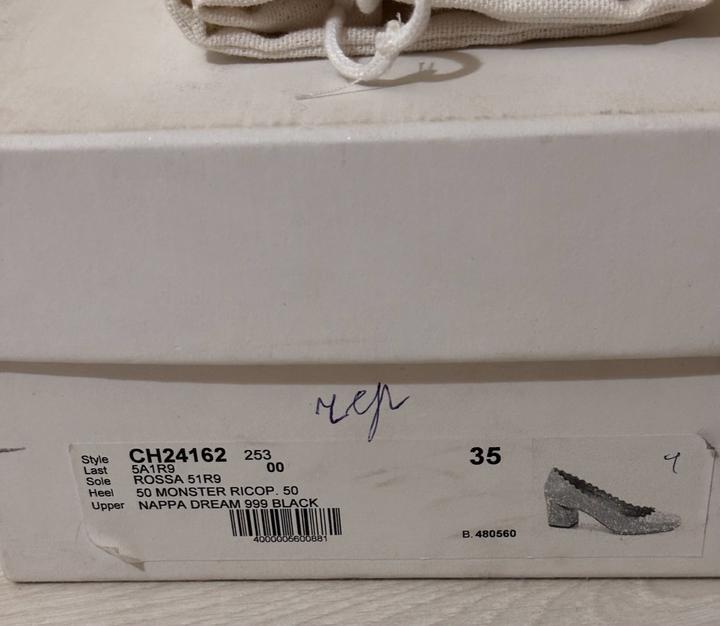 чер
Style CH24162 253
Last 5A1R9 00
Sole ROSSA 51R9
Heel 50 MONSTER RICOP. 50
Upper NAPPA DREAM 999 BLACK
4000005600881
35
B. 480560